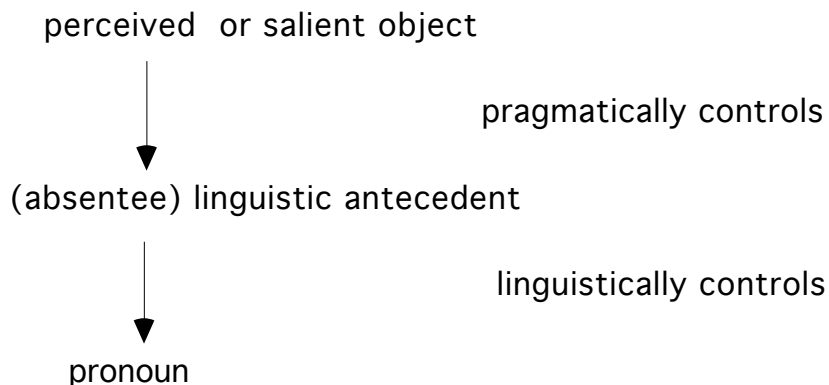 perceived or salient object
pragmatically controls
(absentee) linguistic antecedent
linguistically controls
pronoun